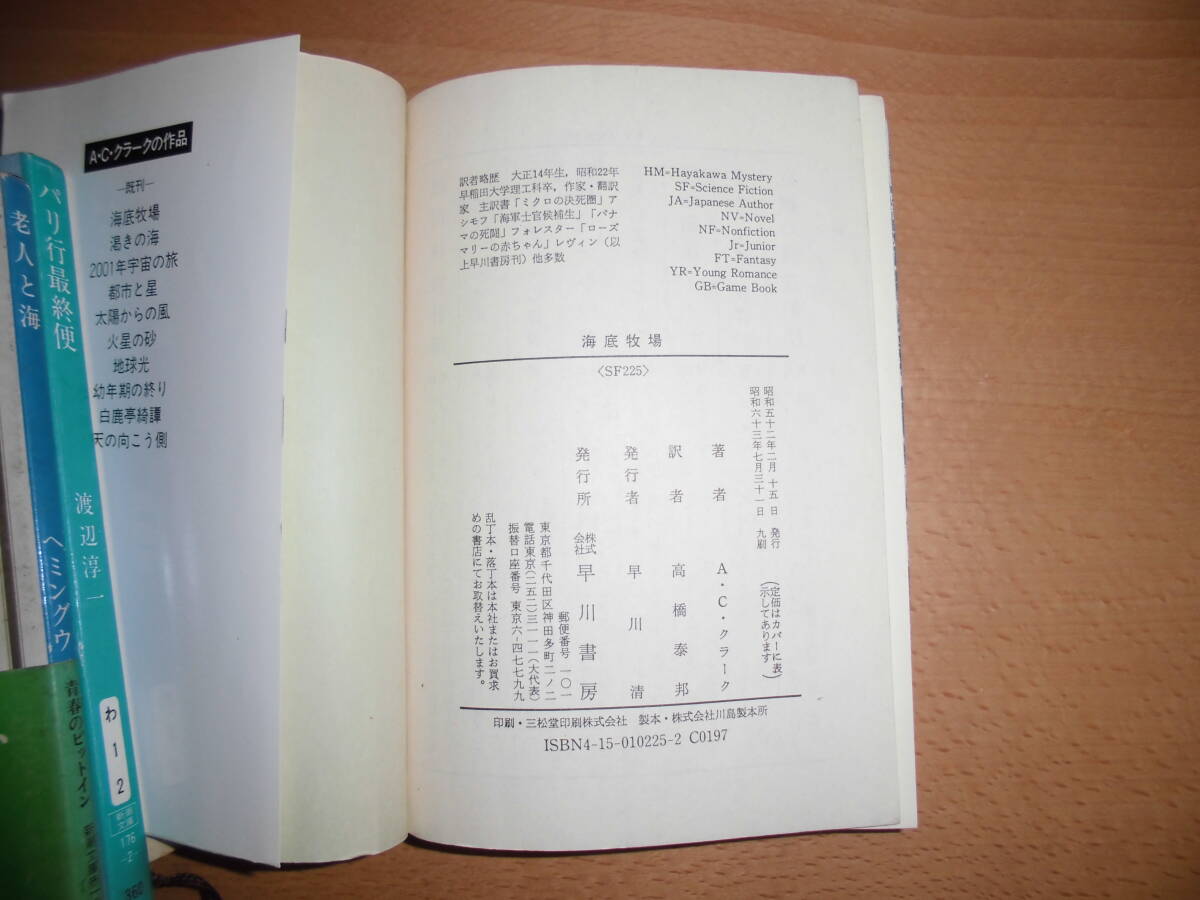 A・C・クラークの作品
―既刊―
海底牧場
渇きの海
2001年宇宙の旅
都市と星
太陽からの風
火星の砂
地球光
幼年期の終り
白鹿亭綺譚
天の向こう側
老人と海
ヘミングウ
パリ行最終便
渡辺淳一
わ
1
2
新潮文庫
176
-2-
360
青春のピットイン
訳者略歴 大正14年生，昭和22年
早稲田大学理工科卒，作家・翻訳
家 主訳書「ミクロの決死圏」ア
シモフ「海軍士官候補生」「パナ
マの死闘」フォレスター「ローズ
マリーの赤ちゃん」レヴィン（以
上早川書房刊）他多数
HM=Hayakawa Mystery
SF=Science Fiction
JA=Japanese Author
NV=Novel
NF=Nonfiction
Jr=Junior
FT=Fantasy
YR=Young Romance
GB=Game Book
海底牧場
〈SF225〉
昭和五十二年二月 十五日 発行
昭和六十三年七月三十一日 九刷
（定価はカバーに表
示してあります）
著者 A・C・クラーク
訳者 高橋泰邦
発行者 早川清
発行所 株式会社 早川書房
郵便番号 一〇一
東京都千代田区神田多町二ノ二
電話東京（二五二）三一一一（大代表）
振替口座番号 東京六-四七七九九
乱丁本・落丁本は本社またはお買求
めの書店にてお取替えいたします。
印刷・三松堂印刷株式会社 製本・株式会社川島製本所
ISBN4-15-010225-2 C0197